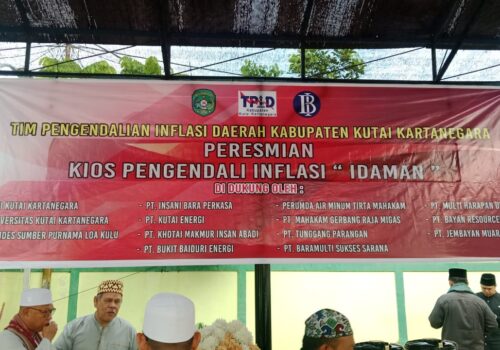 TPID
Kabupaten
Kutai Kartanegara
TIM PENGENDALIAN INFLASI DAERAH KABUPATEN KUTAI KARTANEGARA
PERESMIAN
KIOS PENGENDALI INFLASI " IDAMAN "
DI DUKUNG OLEH :
KUTAI KARTANEGARA
KUTAI KARTANEGARA
SUMBER PURNAMA LOA KULU
- PT. INSANI BARA PERKASA
- PT. KUTAI ENERGI
- PT. KHOTAI MAKMUR INSAN ABADI
- PT. BUKIT BAIDURI ENERGI
- PERUMDA AIR MINUM TIRTA MAHAKAM
- PT. MAHAKAM GERBANG RAJA MIGAS
- PT. TUNGGANG PARANGAN
- PT. BARAMULTI SUKSES SARANA
- PT. MULTI HARAPAN
- PT. BAYAN RESOURCE
- PT. JEMBAYAN MUAR